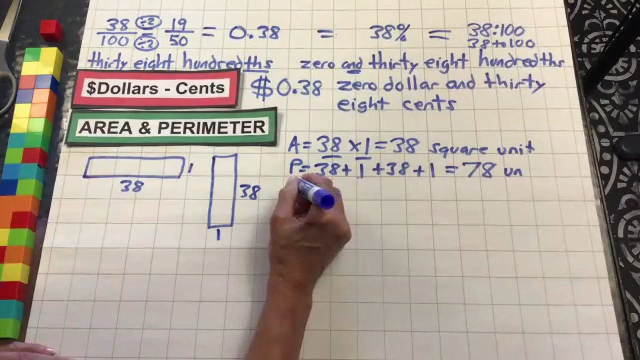 38/100 ÷2/÷2 19/50 = 0.38 = 38% = 38:100
38 to 100
thirty eight hundredths zero and thirty eight hundredths
$Dollars - Cents
$0.38 zero dollar and thirty
eight cents
AREA & PERIMETER
A = 38 x 1 = 38 square unit
P = 38 + 1 + 38 + 1 = 78 un
38
1
38
1